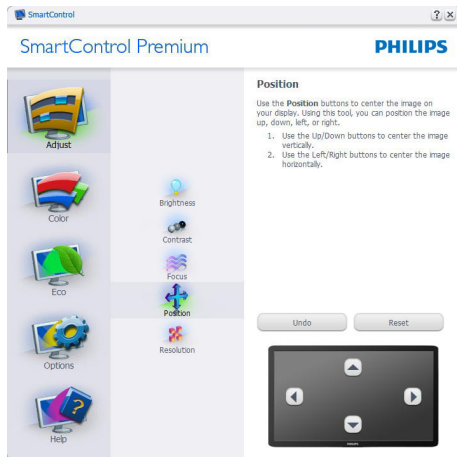 SmartControl
? ×
SmartControl Premium
PHILIPS
Adjust
Color
Eco
Options
Help
Brightness
Contrast
Focus
Position
Resolution
Position
Use the Position buttons to center the image on
your display. Using this tool, you can position the image
up, down, left, or right.
1. Use the Up/Down buttons to center the image
vertically.
2. Use the Left/Right buttons to center the image
horizontally.
Undo
Reset
PHILIPS